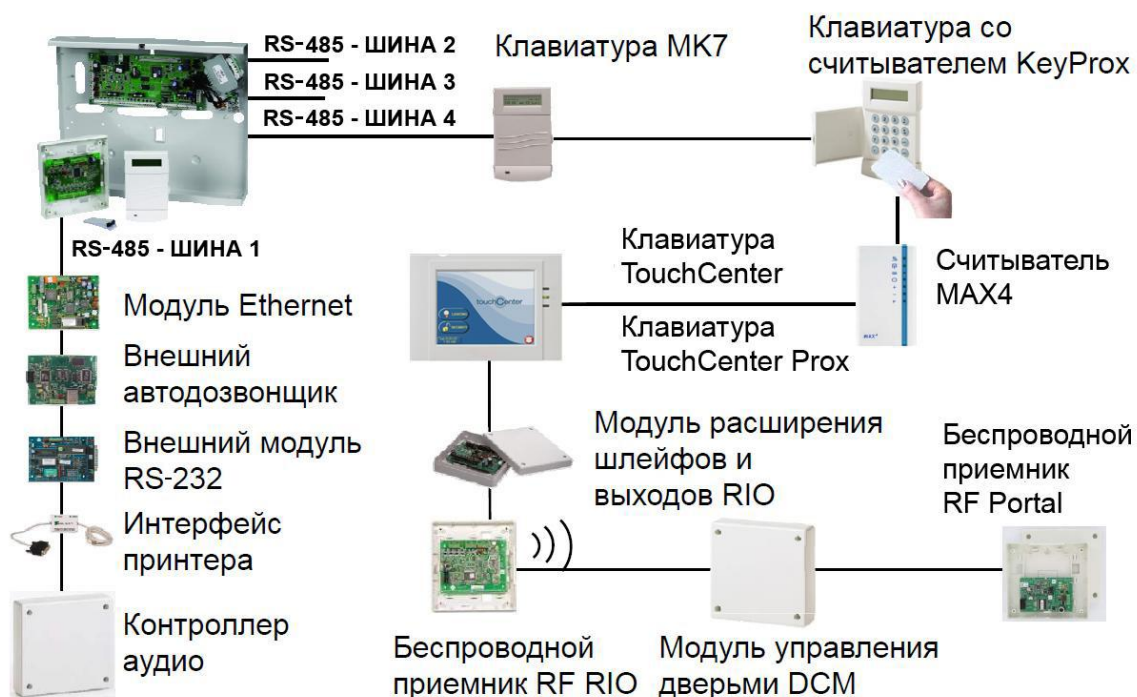 RS-485 - ШИНА 2
RS-485 - ШИНА 3
RS-485 - ШИНА 4
Клавиатура MK7
Клавиатура со
считывателем KeyProx
RS-485 - ШИНА 1
Модуль Ethernet
Внешний
автодозвонщик
Внешний модуль
RS-232
Интерфейс
принтера
Контроллер
аудио
Клавиатура
TouchCenter
Клавиатура
TouchCenter Prox
touchCenter
Считыватель
MAX4
MAX⁴
Модуль расширения
шлейфов и
выходов RIO
Беспроводной
приемник
RF Portal
Беспроводной
приемник RF RIO
Модуль управления
дверьми DCM